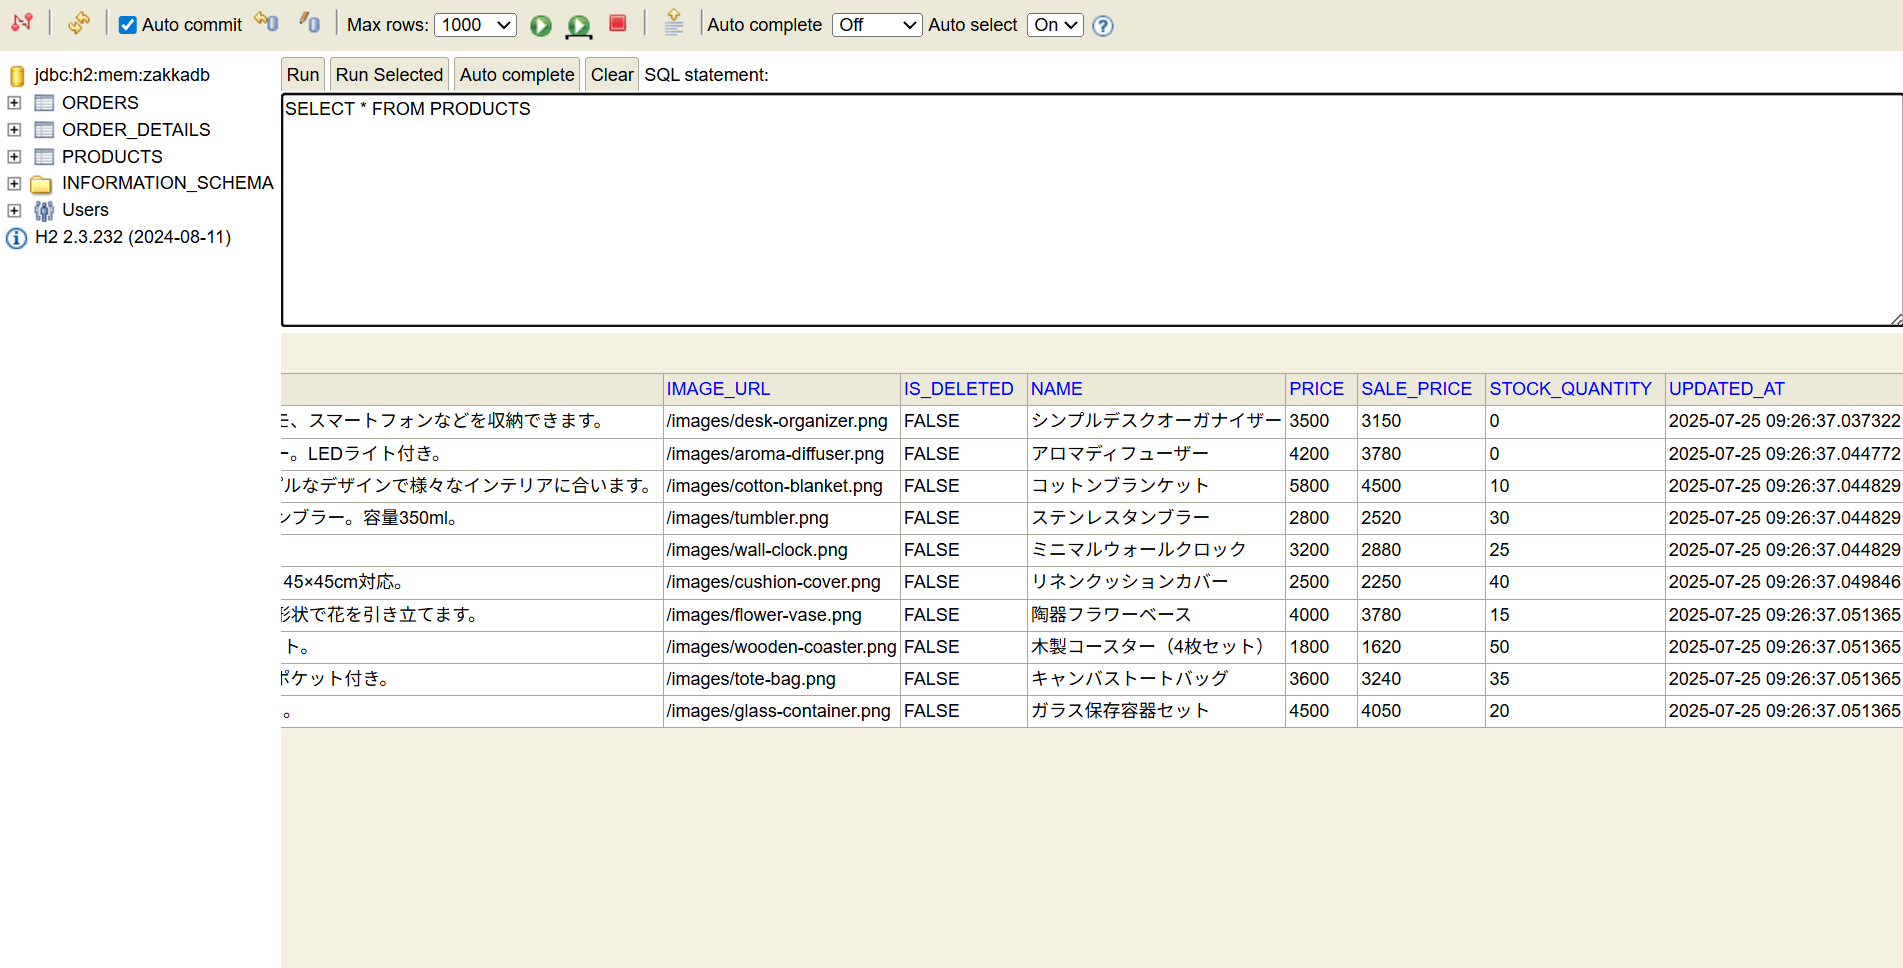 Auto commit Max rows: 1000 Auto complete Off Auto select On
jdbc:h2:mem:zakkadb
ORDERS
ORDER_DETAILS
PRODUCTS
INFORMATION_SCHEMA
Users
H2 2.3.232 (2024-08-11)
Run Run Selected Auto complete Clear SQL statement:
SELECT * FROM PRODUCTS
IMAGE_URL IS_DELETED NAME PRICE SALE_PRICE STOCK_QUANTITY UPDATED_AT
モ、スマートフォンなどを収納できます。 /images/desk-organizer.png FALSE シンプルデスクオーガナイザー 3500 3150 0 2025-07-25 09:26:37.037322
ー。LEDライト付き。 /images/aroma-diffuser.png FALSE アロマディフューザー 4200 3780 0 2025-07-25 09:26:37.044772
プルなデザインで様々なインテリアに合います。 /images/cotton-blanket.png FALSE コットンブランケット 5800 4500 10 2025-07-25 09:26:37.044829
ンブラー。容量350ml。 /images/tumbler.png FALSE ステンレスタンブラー 2800 2520 30 2025-07-25 09:26:37.044829
/images/wall-clock.png FALSE ミニマルウォールクロック 3200 2880 25 2025-07-25 09:26:37.044829
45×45cm対応。 /images/cushion-cover.png FALSE リネンクッションカバー 2500 2250 40 2025-07-25 09:26:37.049846
形状で花を引き立てます。 /images/flower-vase.png FALSE 陶器フラワーベース 4000 3780 15 2025-07-25 09:26:37.051365
ト。 /images/wooden-coaster.png FALSE 木製コースター（4枚セット） 1800 1620 50 2025-07-25 09:26:37.051365
ポケット付き。 /images/tote-bag.png FALSE キャンバストートバッグ 3600 3240 35 2025-07-25 09:26:37.051365
。 /images/glass-container.png FALSE ガラス保存容器セット 4500 4050 20 2025-07-25 09:26:37.051365